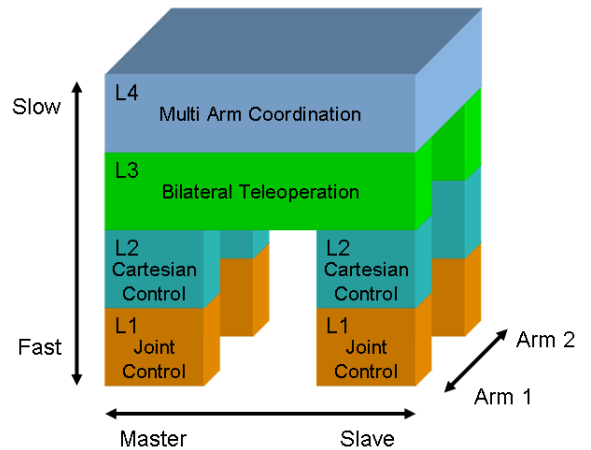 L4
Multi Arm Coordination
Slow
L3
Bilateral Teleoperation
L2
Cartesian
Control
L2
Cartesian
Control
L1
Joint
Control
L1
Joint
Control
Fast
Arm 2
Arm 1
Master
Slave